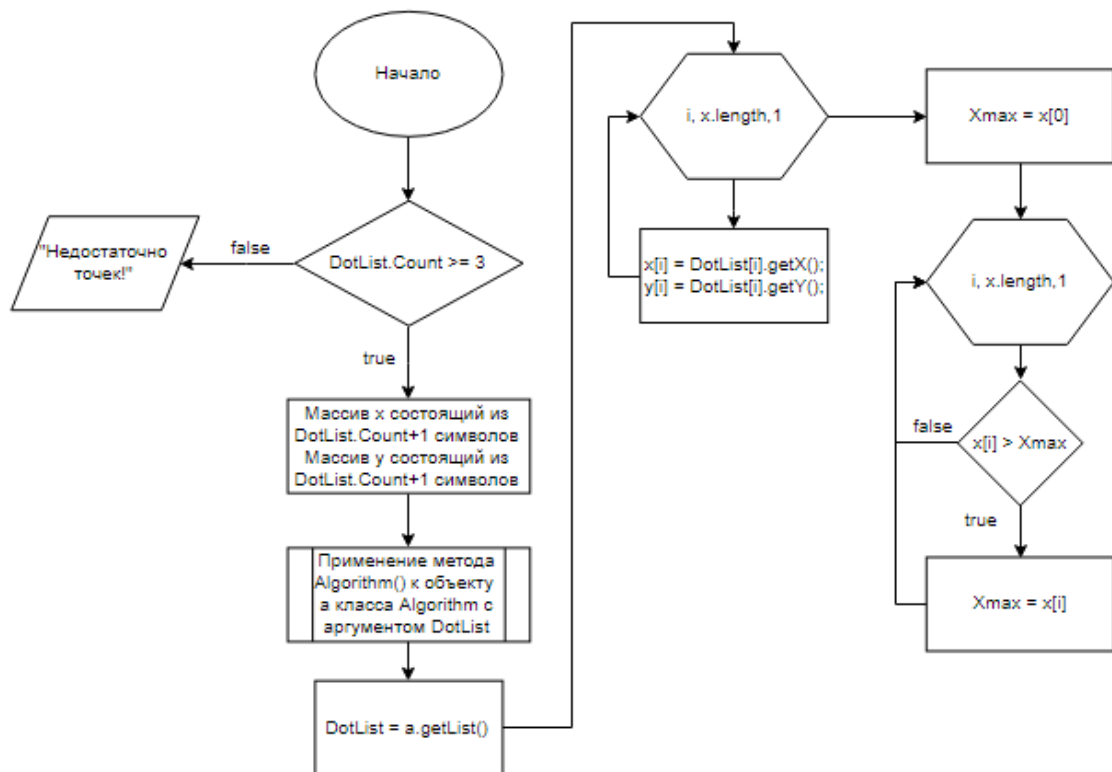 Начало
DotList.Count >= 3
false
"Недостаточно
точек!"
true
Массив x состоящий из
DotList.Count+1 символов
Массив y состоящий из
DotList.Count+1 символов
Применение метода
Algorithm() к объекту
a класса Algorithm с
аргументом DotList
DotList = a.getList()
i, x.length,1
x[i] = DotList[i].getX();
y[i] = DotList[i].getY();
Xmax = x[0]
i, x.length,1
x[i] > Xmax
false
true
Xmax = x[i]